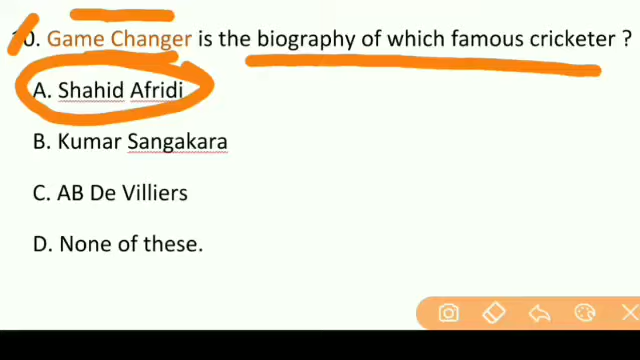 10. Game Changer is the biography of which famous cricketer ?
A. Shahid Afridi
B. Kumar Sangakara
C. AB De Villiers
D. None of these.